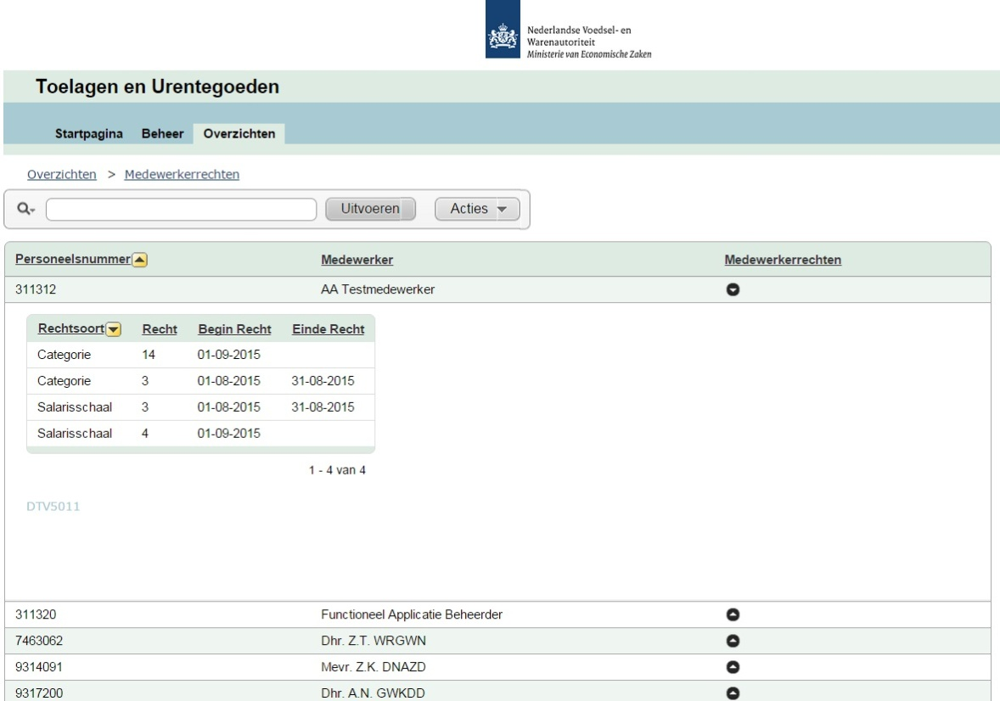 Nederlandse Voedsel- en
Warenautoriteit
Ministerie van Economische Zaken
Toelagen en Urentegoeden
Startpagina Beheer Overzichten
Overzichten > Medewerkerrechten
Uitvoeren Acties
Personeelsnummer Medewerker Medewerkerrechten
311312 AA Testmedewerker
Rechtsoort Recht Begin Recht Einde Recht
Categorie 14 01-09-2015
Categorie 3 01-08-2015 31-08-2015
Salarisschaal 3 01-08-2015 31-08-2015
Salarisschaal 4 01-09-2015
1 - 4 van 4
DTV5011
311320 Functioneel Applicatie Beheerder
7463062 Dhr. Z.T. WRGWN
9314091 Mevr. Z.K. DNAZD
9317200 Dhr. A.N. GWKDD